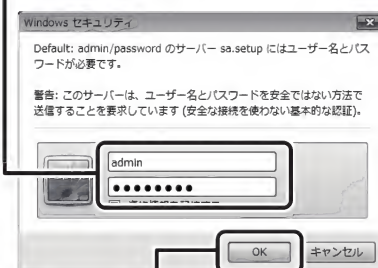 Windows セキュリティ
Default: admin/password のサーバー sa.setup にはユーザー名とパス
ワードが必要です。
警告: このサーバーは、ユーザー名とパスワードを安全ではない方法で
送信することを要求しています (安全な接続を使わない基本的な認証)。
admin
●●●●●●●●
OK
キャンセル